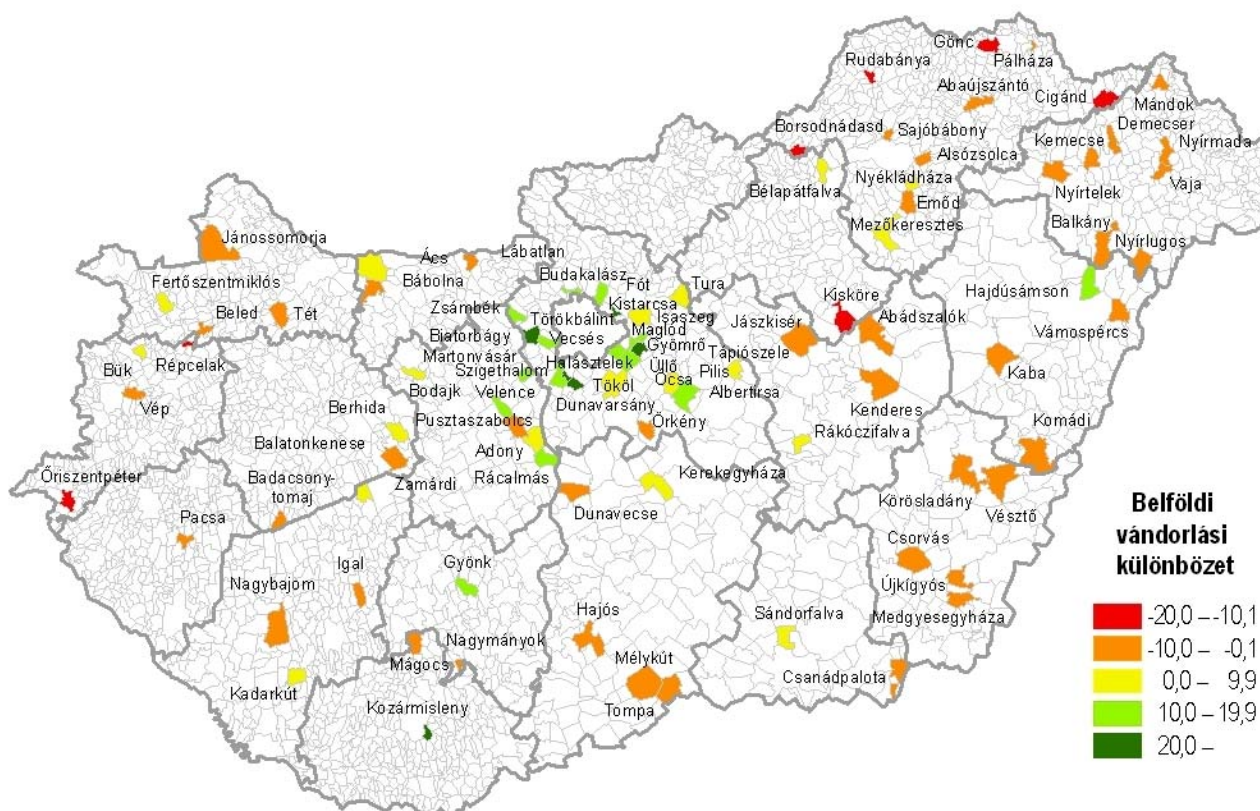 Gönc
Pálháza
Rudabánya
Abaújszántó
Cigánd
Mándok
Demecser
Borsodnádasd
Sajóbábony
Kemecse
Nyírmada
Alsózsolca
Bélapátfalva
Nyékládháza
Nyírtelek
Vaja
Emőd
Mezőkeresztes
Balkány
Nyírlugos
Jánossomorja
Ács
Lábatlan
Bábolna
Budakalász
Fót
Tura
Hajdúsámson
Fertőszentmiklós
Kistarcsa
Zsámbék
Isaszeg
Kisköre
Beled
Tét
Törökbálint
Maglód
Jászkisér
Abádszalók
Vámospércs
Biatorbágy
Vecsés
Gyömrő
Martonyásár
Tápiószele
Bük
Répcelak
Szigethalom
Halásztelek
Üllő
Pilis
Kaba
Bodajk
Tököl
Ócsa
Vép
Velence
Albertirsa
Berhida
Dunavarsány
Kenderes
Pusztaszabolcs
Örkény
Komádi
Balatonkenese
Rákóczifalva
Adony
Őriszentpéter
Badacsony-
tomaj
Zamárdi
Rácalmás
Kerekegyháza
Pacsa
Dunavecse
Körösladány
Vésztő
Csorvás
Igal
Gyönk
Nagybajom
Újkígyós
Hajós
Sándorfalva
Medgyesegyháza
Nagymányok
Mágocs
Mélykút
Csanádpalota
Kadarkút
Kozármisleny
Tompa
Belföldi
vándorlási
különbözet
-20,0 – -10,1
-10,0 – -0,1
0,0 – 9,9
10,0 – 19,9
20,0 –